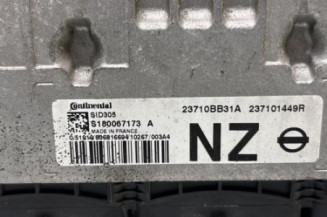 Continental
SID305
S180067173 A
MADE IN FRANCE
23710BB31A 237101449R
NZ